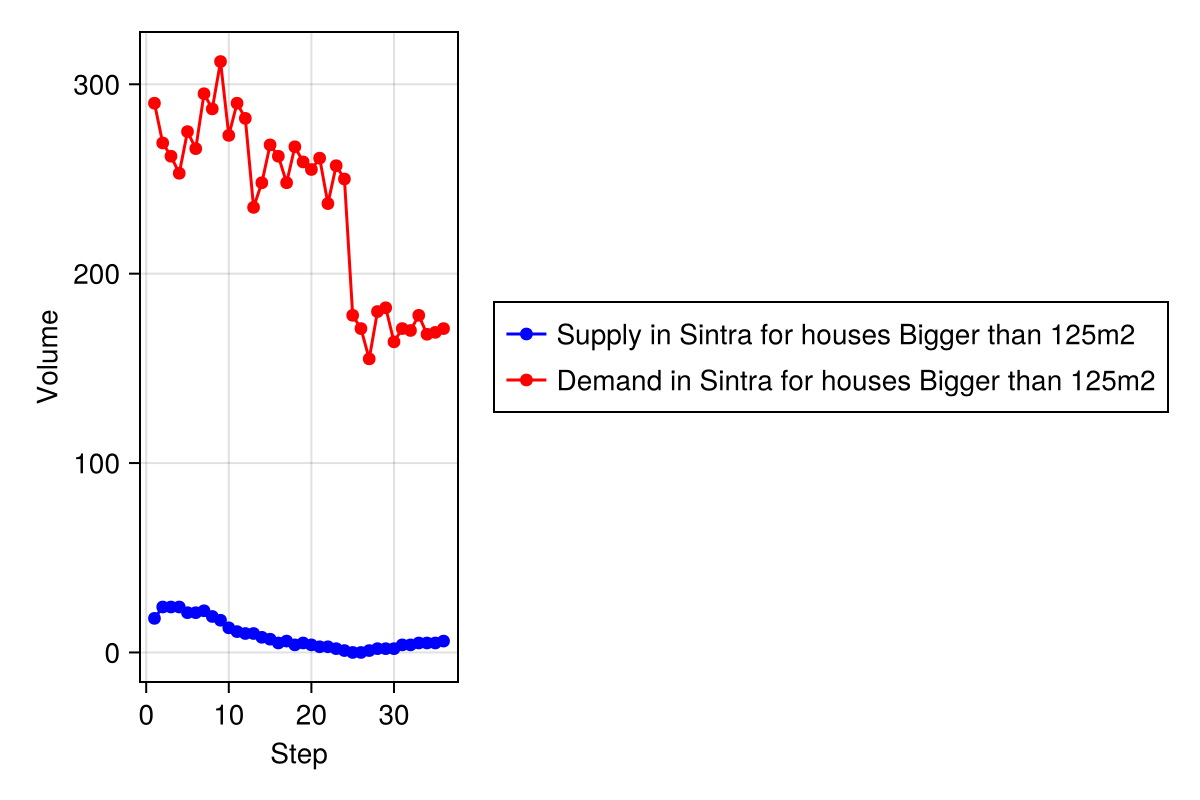 300
200
100
0
Volume
0 10 20 30
Step
Supply in Sintra for houses Bigger than 125m2
Demand in Sintra for houses Bigger than 125m2